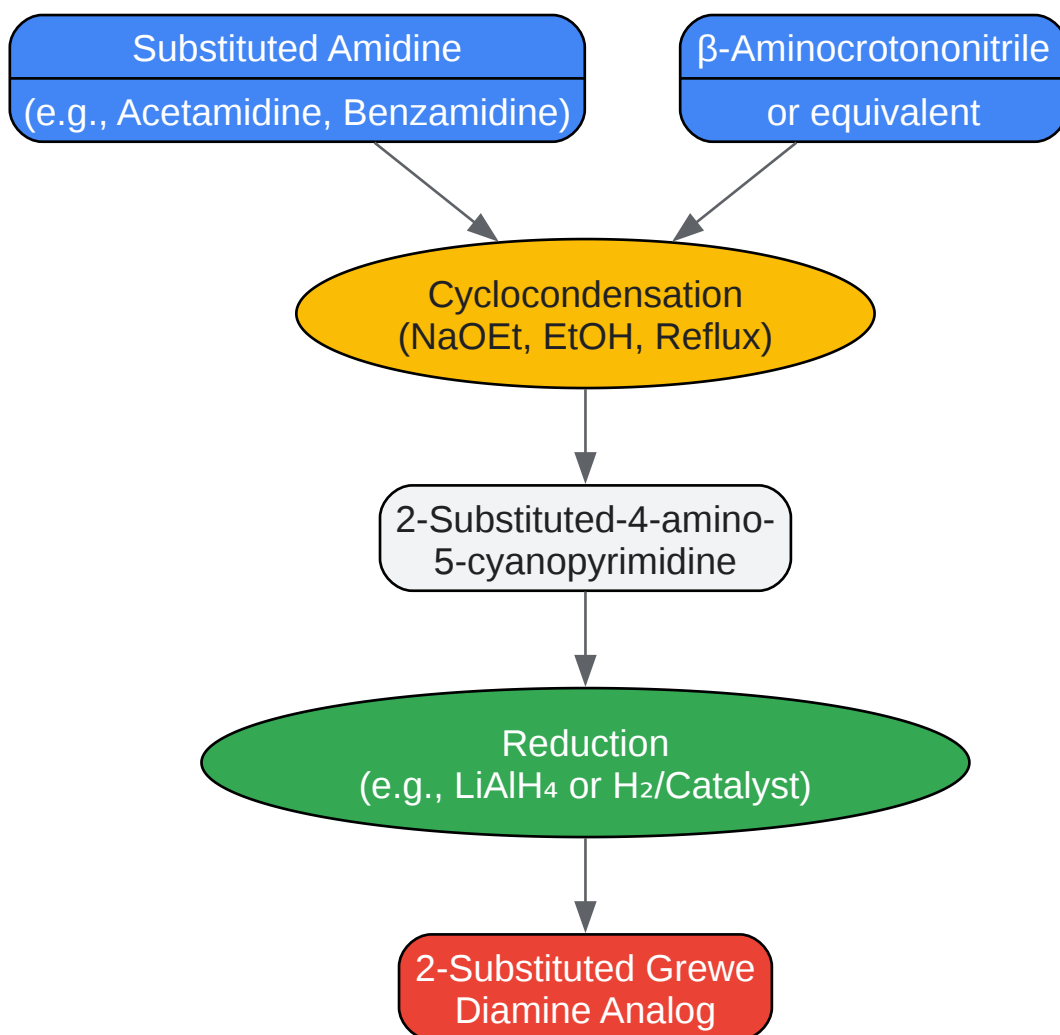 Substituted Amidine
(e.g., Acetamidine, Benzamidine)
β-Aminocrotononitrile
or equivalent
Cyclocondensation
(NaOEt, EtOH, Reflux)
2-Substituted-4-amino-
5-cyanopyrimidine
Reduction
(e.g., LiAlH₄ or H₂/Catalyst)
2-Substituted Grewe
Diamine Analog